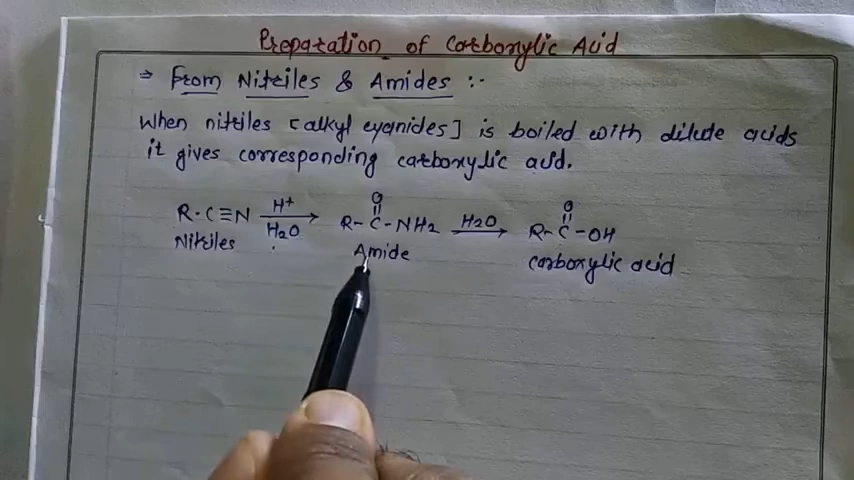 Preparation of Carboxylic Acid
⇒ From Nitriles & Amides :-
When nitriles [alkyl cyanides] is boiled with dilute acids
it gives corresponding carboxylic acid.
R-C≡N —H+/H2O→ R-C(=O)-NH2 —H2O→ R-C(=O)-OH
Nitriles Amide carboxylic acid